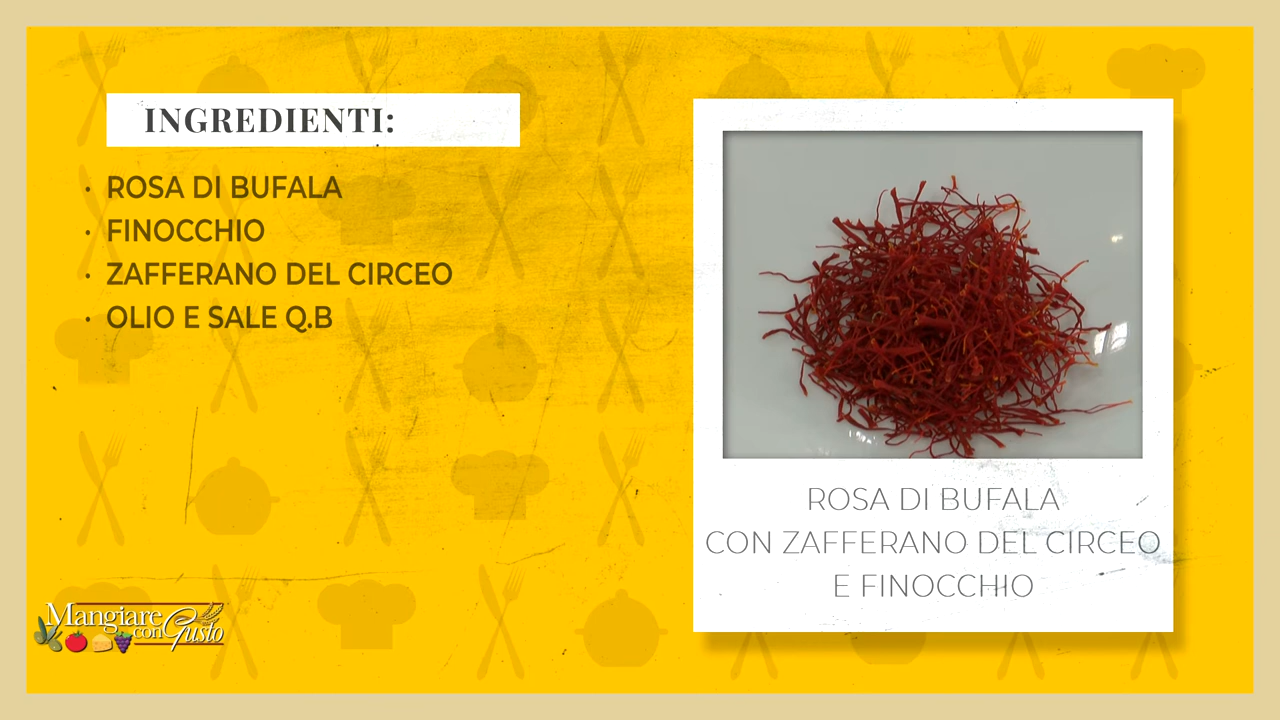 INGREDIENTI:
• ROSA DI BUFALA
• FINOCCHIO
• ZAFFERANO DEL CIRCEO
• OLIO E SALE Q.B
ROSA DI BUFALA
CON ZAFFERANO DEL CIRCEO
E FINOCCHIO
Mangiare
con Gusto